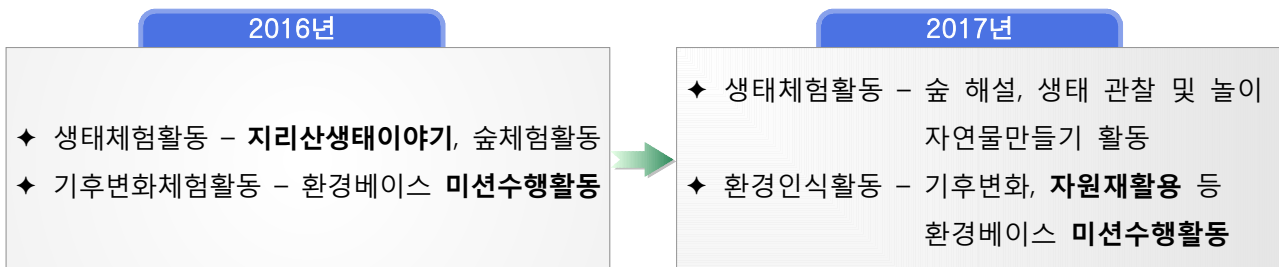 2016년
✦ 생태체험활동 – 지리산생태이야기, 숲체험활동
✦ 기후변화체험활동 – 환경베이스 미션수행활동
2017년
✦ 생태체험활동 – 숲 해설, 생태 관찰 및 놀이
자연물만들기 활동
✦ 환경인식활동 – 기후변화, 자원재활용 등
환경베이스 미션수행활동